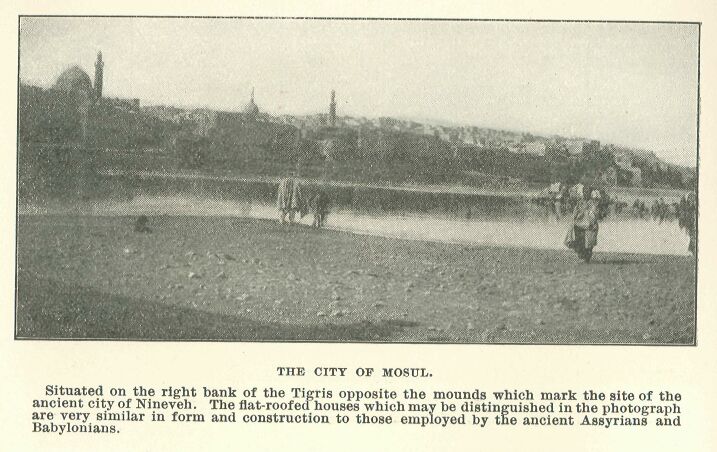 THE CITY OF MOSUL.
Situated on the right bank of the Tigris opposite the mounds which mark the site of the
ancient city of Nineveh. The flat-roofed houses which may be distinguished in the photograph
are very similar in form and construction to those employed by the ancient Assyrians and
Babylonians.